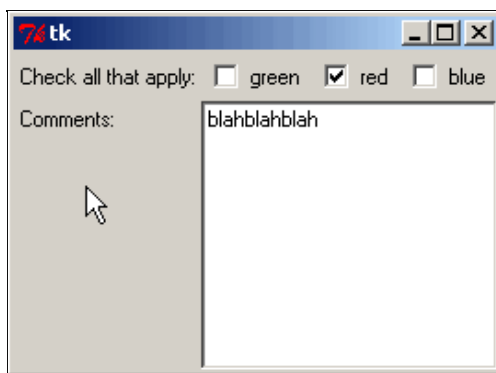 tk
Check all that apply: green red blue
Comments: blahblahblah